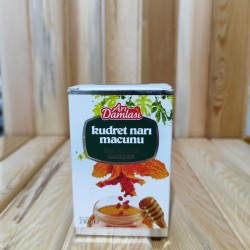 Arı
Damlası
kudret narı
macunu